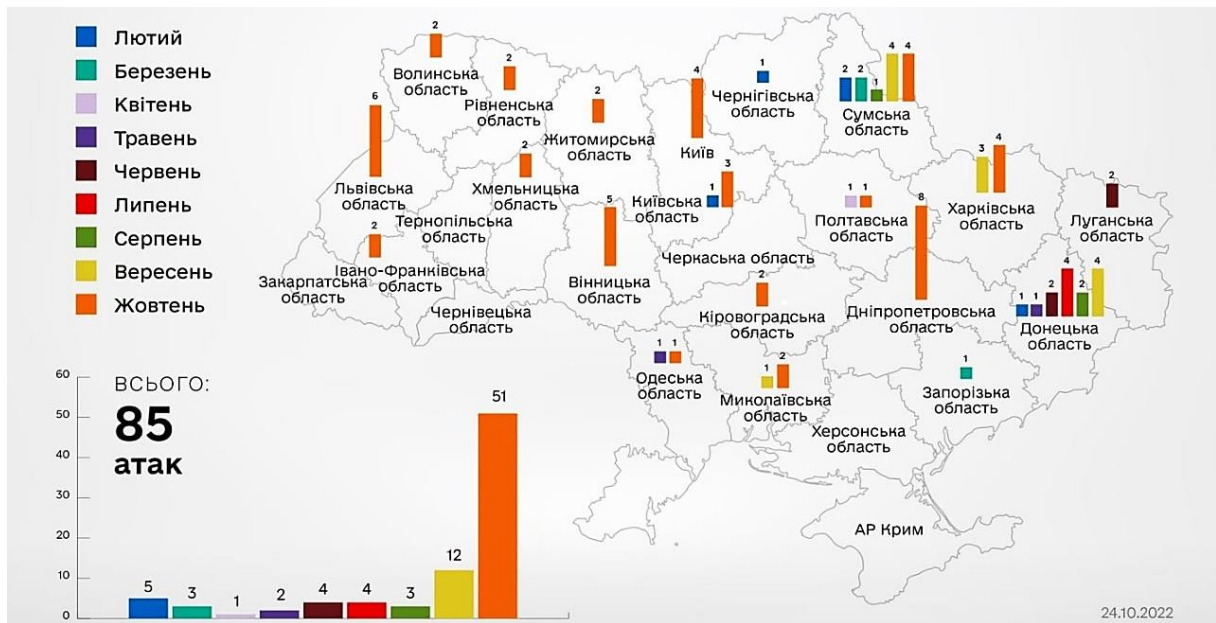 Лютий
Березень
Квітень
Травень
Червень
Липень
Серпень
Вересень
Жовтень
2
Волинська
область
2
Рівненська
область
2
Житомирська
область
4
Київ
1
Чернігівська
область
2 2 1 4 4
Сумська
область
6
Львівська
область
2
Хмельницька
область
Тернопільська
область
1 3
Київська
область
1 1
Полтавська
область
3 4
Харківська
область
2
Луганська
область
2
Івано-Франківська
область
Закарпатська
область
Чернівецька
область
5
Вінницька
область
Черкаська область
2
Кіровоградська
область
8
Дніпропетровська
область
1 1 2 4 2 4
Донецька
область
1 1
Одеська
область
1 2
Миколаївська
область
1
Запорізька
область
Херсонська
область
АР Крим
ВСЬОГО:
85
атак
60
50
40
30
20
10
0
5 3 1 2 4 4 3 12 51
24.10.2022